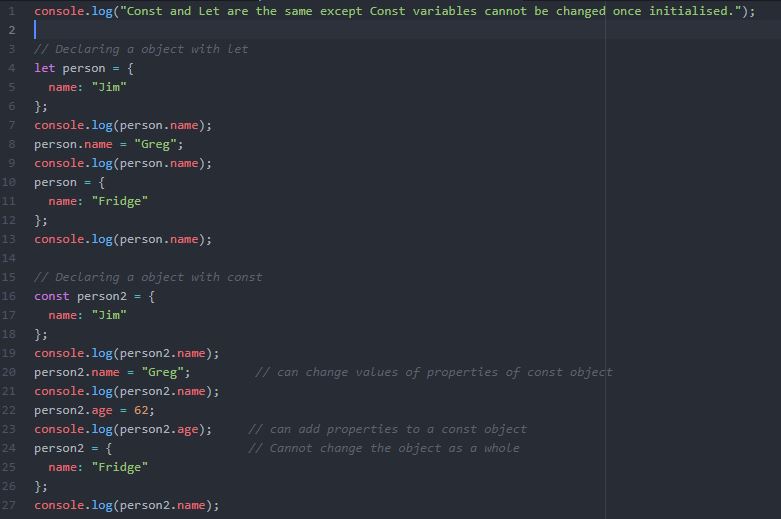 1 console.log("Const and Let are the same except Const variables cannot be changed once initialised.");
2
3 // Declaring a object with let
4 let person = {
5   name: "Jim"
6 };
7 console.log(person.name);
8 person.name = "Greg";
9 console.log(person.name);
10 person = {
11   name: "Fridge"
12 };
13 console.log(person.name);
14
15 // Declaring a object with const
16 const person2 = {
17   name: "Jim"
18 };
19 console.log(person2.name);
20 person2.name = "Greg";         // can change values of properties of const object
21 console.log(person2.name);
22 person2.age = 62;
23 console.log(person2.age);     // can add properties to a const object
24 person2 = {                   // Cannot change the object as a whole
25   name: "Fridge"
26 };
27 console.log(person2.name);